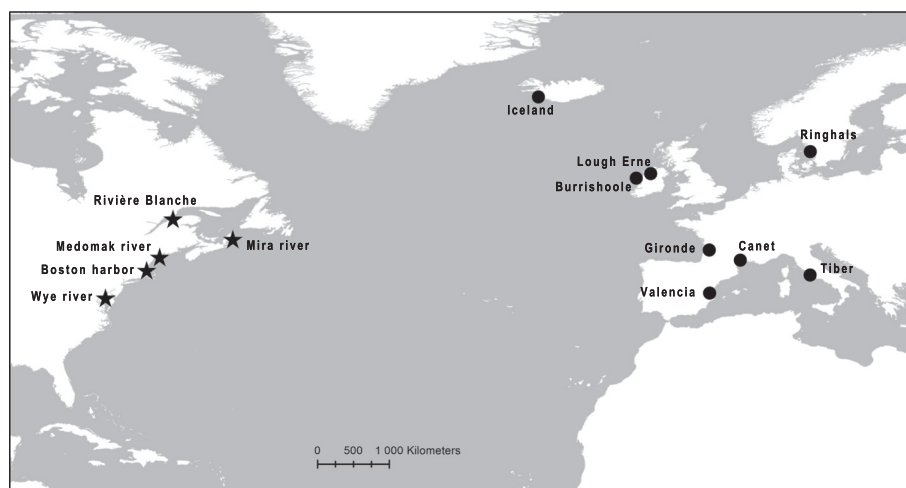 Iceland
Ringhals
Lough Erne
Burrishoole
Rivière Blanche
Mira river
Medomak river
Boston harbor
Wye river
Gironde
Canet
Tiber
Valencia
0 500 1 000 Kilometers